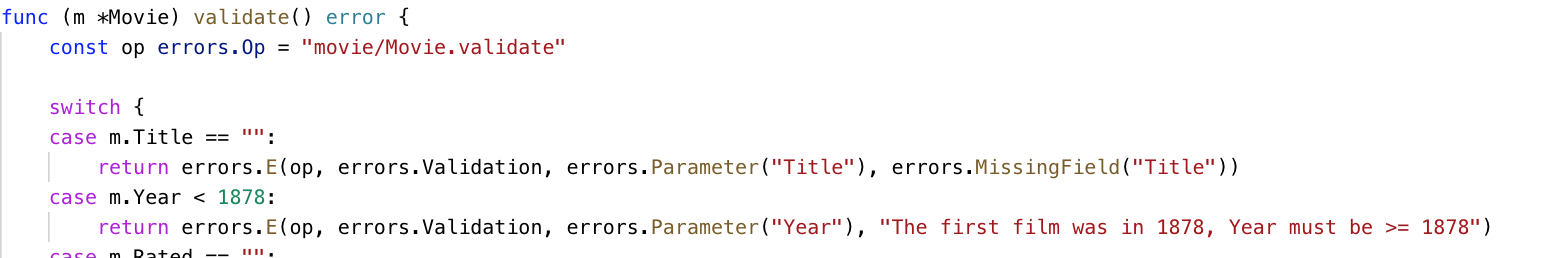 func (m *Movie) validate() error {
    const op errors.Op = "movie/Movie.validate"

    switch {
    case m.Title == "":
        return errors.E(op, errors.Validation, errors.Parameter("Title"), errors.MissingField("Title"))
    case m.Year < 1878:
        return errors.E(op, errors.Validation, errors.Parameter("Year"), "The first film was in 1878, Year must be >= 1878")
    case m.Rated == "":